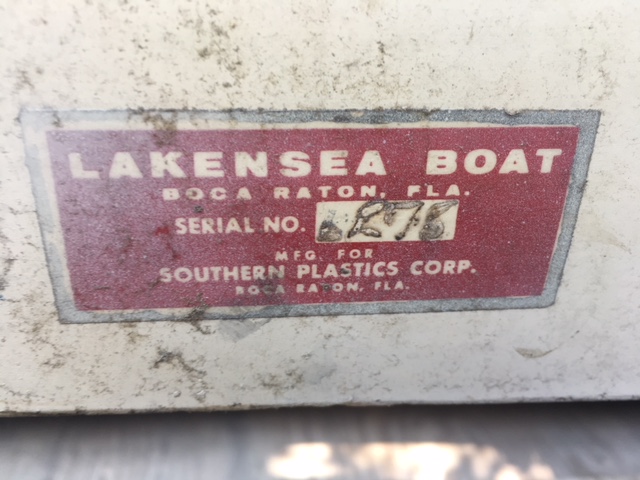 LAKENSEA BOAT
BOCA RATON, FLA.
SERIAL NO.
MFG. FOR
SOUTHERN PLASTICS CORP.
BOCA RATON, FLA.